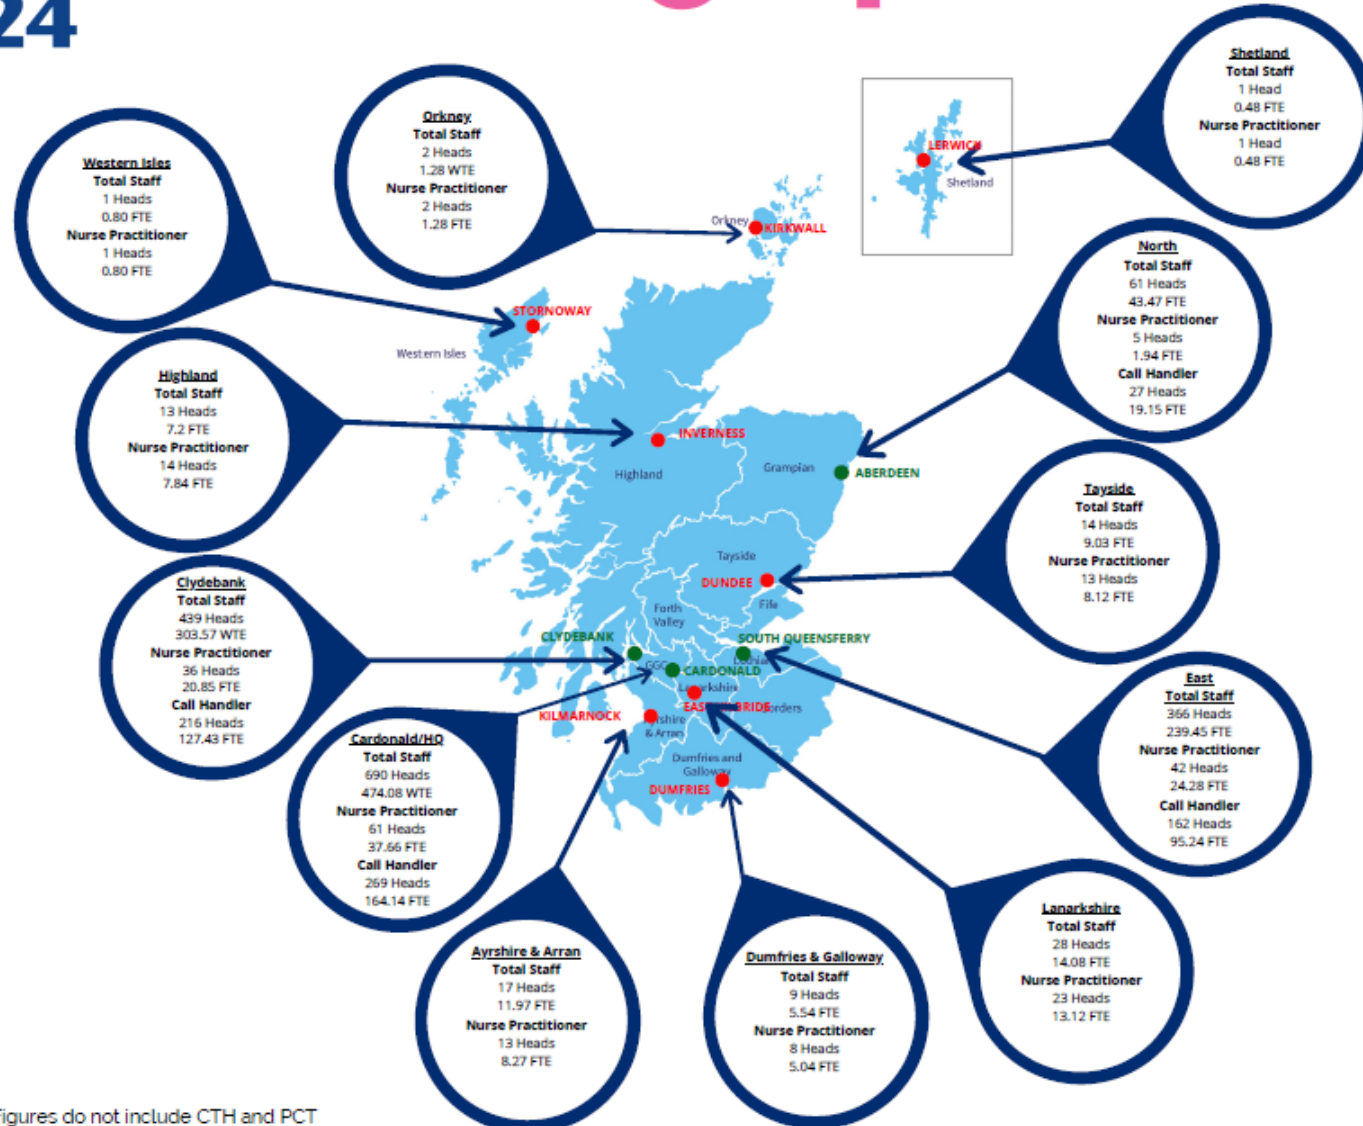 24
Shetland
Total Staff
1 Head
0.48 FTE
Nurse Practitioner
1 Head
0.48 FTE
Orkney
Total Staff
2 Heads
1.28 WTE
Nurse Practitioner
2 Heads
1.28 FTE
Western Isles
Total Staff
1 Heads
0.80 FTE
Nurse Practitioner
1 Heads
0.80 FTE
LERWICK
Shetland
Orkney
KIRKWALL
North
Total Staff
61 Heads
43.47 FTE
Nurse Practitioner
5 Heads
1.94 FTE
Call Handler
27 Heads
19.15 FTE
STORNOWAY
Western Isles
Highland
Total Staff
13 Heads
7.2 FTE
Nurse Practitioner
14 Heads
7.84 FTE
INVERNESS
Highland
Grampian
ABERDEEN
Tayside
Total Staff
14 Heads
9.03 FTE
Nurse Practitioner
13 Heads
8.12 FTE
Tayside
DUNDEE
Fife
Forth
Valley
Clydebank
Total Staff
439 Heads
303.57 WTE
Nurse Practitioner
36 Heads
20.85 FTE
Call Handler
216 Heads
127.43 FTE
CLYDEBANK
SOUTH QUEENSFERRY
GGC
CARDONALD
Lothian
Lanarkshire
KILMARNOCK
& Arran
Dumfries and
Galloway
DUMFRIES
East
Total Staff
366 Heads
239.45 FTE
Nurse Practitioner
42 Heads
24.28 FTE
Call Handler
162 Heads
95.24 FTE
Cardonald/HQ
Total Staff
690 Heads
474.08 WTE
Nurse Practitioner
61 Heads
37.66 FTE
Call Handler
269 Heads
164.14 FTE
Lanarkshire
Total Staff
28 Heads
14.08 FTE
Nurse Practitioner
23 Heads
13.12 FTE
Ayrshire & Arran
Total Staff
17 Heads
11.97 FTE
Nurse Practitioner
13 Heads
8.27 FTE
Dumfries & Galloway
Total Staff
9 Heads
5.54 FTE
Nurse Practitioner
8 Heads
5.04 FTE
Figures do not include CTH and PCT